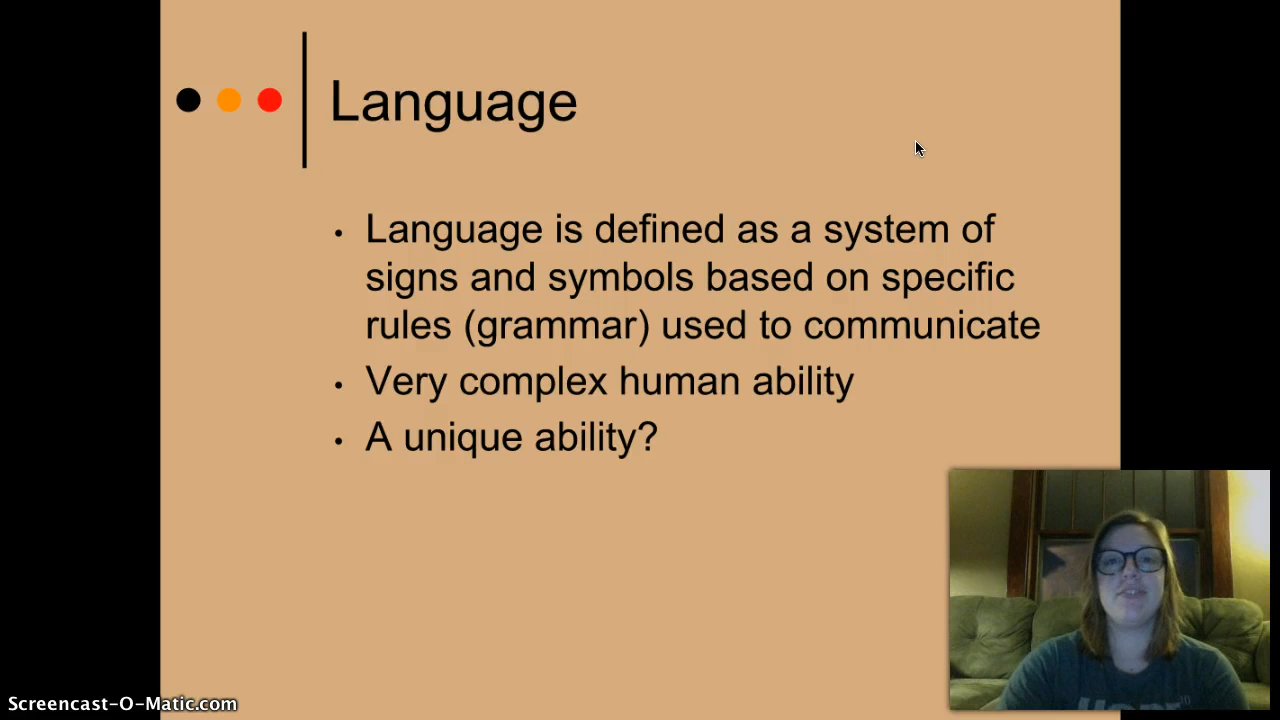 Language
• Language is defined as a system of
signs and symbols based on specific
rules (grammar) used to communicate
• Very complex human ability
• A unique ability?
Screencast-O-Matic.com